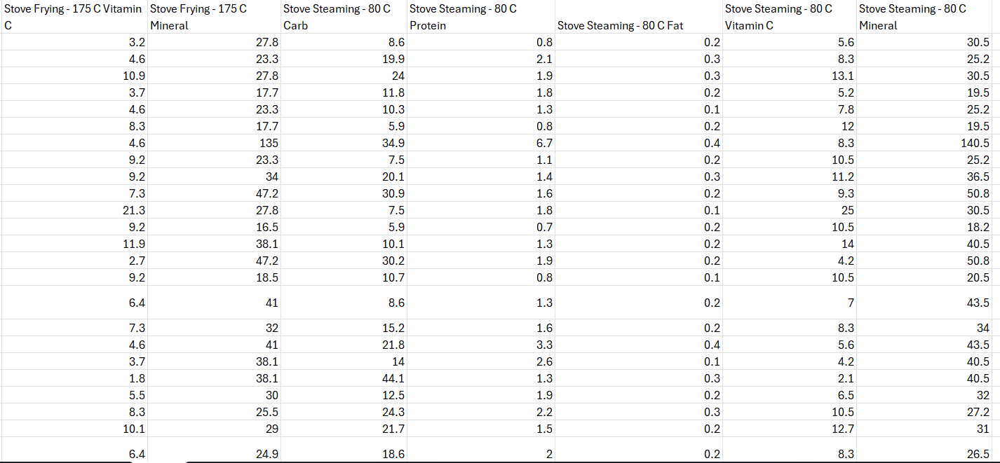 Stove Frying - 175 C Vitamin C Stove Frying - 175 C Mineral Stove Steaming - 80 C Carb Stove Steaming - 80 C Protein Stove Steaming - 80 C Fat Stove Steaming - 80 C Vitamin C Stove Steaming - 80 C Mineral
3.2 27.8 8.6 0.8 0.2 5.6 30.5
4.6 23.3 19.9 2.1 0.3 8.3 25.2
10.9 27.8 24 1.9 0.3 13.1 30.5
3.7 17.7 11.8 1.8 0.2 5.2 19.5
4.6 23.3 10.3 1.3 0.1 7.8 25.2
8.3 17.7 5.9 0.8 0.2 12 19.5
4.6 135 34.9 6.7 0.4 8.3 140.5
9.2 23.3 7.5 1.1 0.2 10.5 25.2
9.2 34 20.1 1.4 0.3 11.2 36.5
7.3 47.2 30.9 1.6 0.2 9.3 50.8
21.3 27.8 7.5 1.8 0.1 25 30.5
9.2 16.5 5.9 0.7 0.2 10.5 18.2
11.9 38.1 10.1 1.3 0.2 14 40.5
2.7 47.2 30.2 1.9 0.2 4.2 50.8
9.2 18.5 10.7 0.8 0.1 10.5 20.5
6.4 41 8.6 1.3 0.2 7 43.5
7.3 32 15.2 1.6 0.2 8.3 34
4.6 41 21.8 3.3 0.4 5.6 43.5
3.7 38.1 14 2.6 0.1 4.2 40.5
1.8 38.1 44.1 1.3 0.3 2.1 40.5
5.5 30 12.5 1.9 0.2 6.5 32
8.3 25.5 24.3 2.2 0.3 10.5 27.2
10.1 29 21.7 1.5 0.2 12.7 31
6.4 24.9 18.6 2 0.2 8.3 26.5